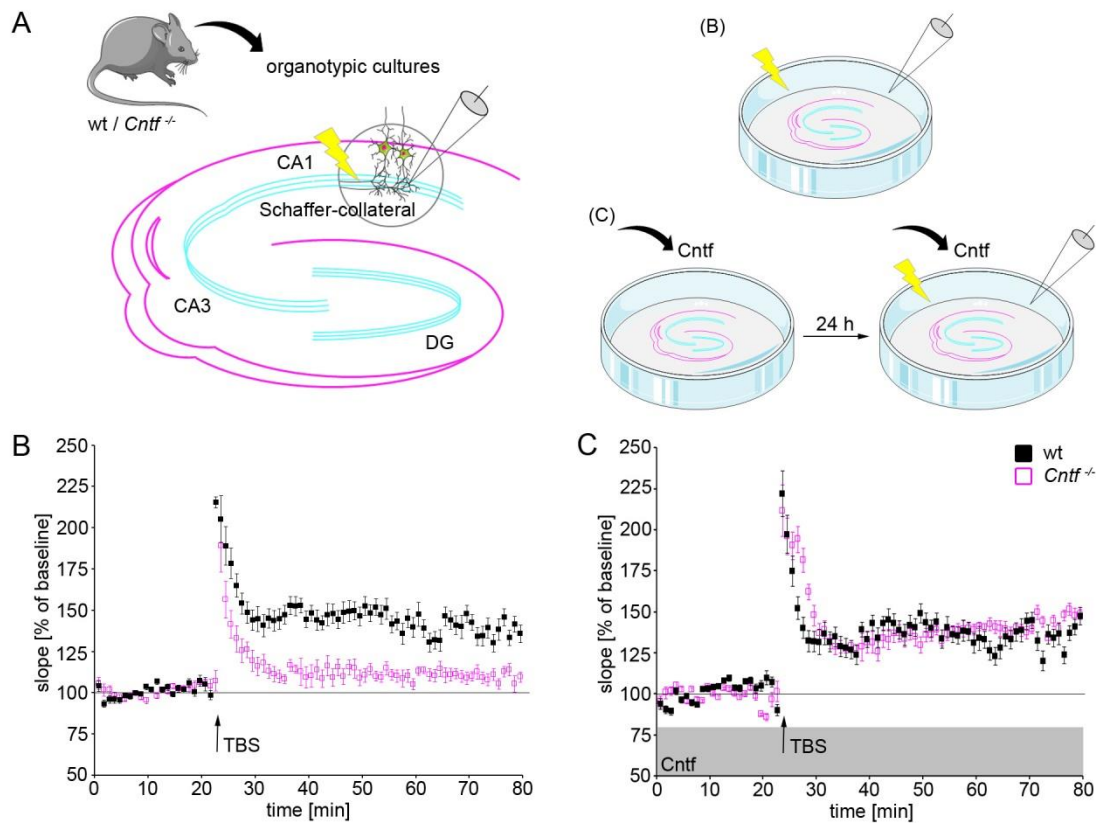 A
wt / Cntf -/-
organotypic cultures
CA1
Schaffer-collateral
CA3
DG
(B)
(C)
Cntf
Cntf
24 h
B
250
225
200
175
150
125
100
75
50
slope [% of baseline]
TBS
0 10 20 30 40 50 60 70 80
time [min]
C
wt
Cntf -/-
250
225
200
175
150
125
100
75
50
slope [% of baseline]
TBS
Cntf
0 10 20 30 40 50 60 70 80
time [min]